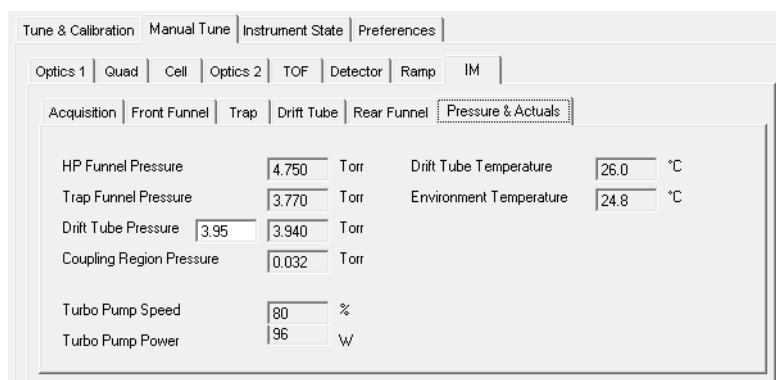 Tune & Calibration Manual Tune Instrument State Preferences
Optics 1 Quad Cell Optics 2 TOF Detector Ramp IM
Acquisition Front Funnel Trap Drift Tube Rear Funnel Pressure & Actuals
HP Funnel Pressure 4.750 Torr Drift Tube Temperature 26.0 °C
Trap Funnel Pressure 3.770 Torr Environment Temperature 24.8 °C
Drift Tube Pressure 3.95 3.940 Torr
Coupling Region Pressure 0.032 Torr
Turbo Pump Speed 80 %
Turbo Pump Power 96 W